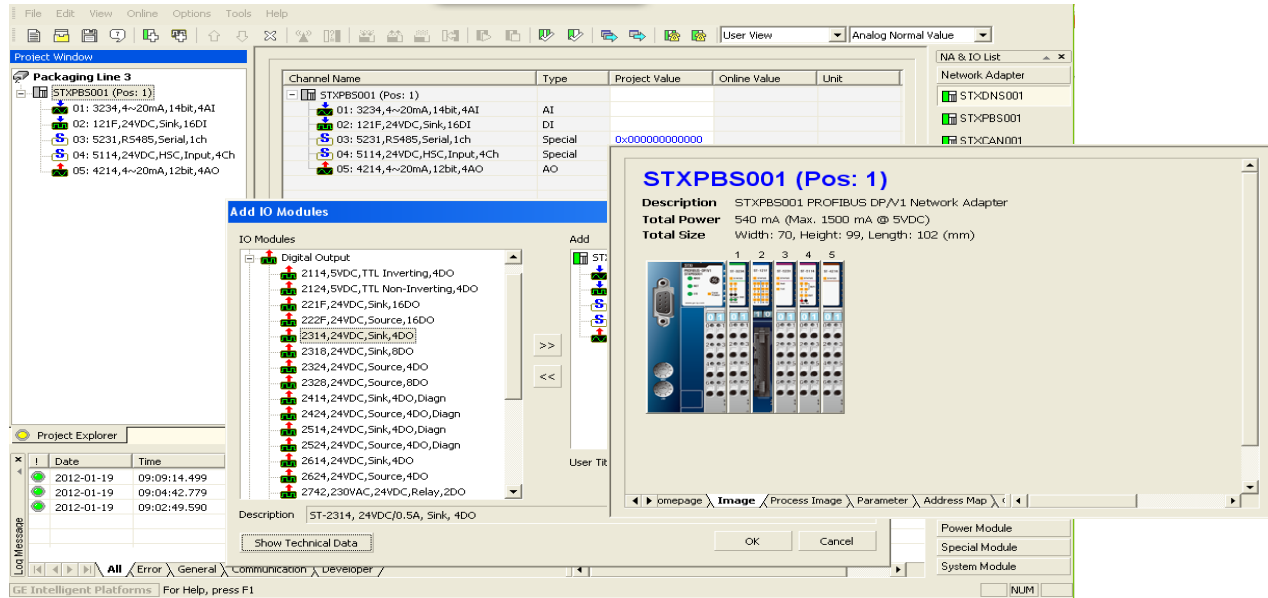 File Edit View Online Options Tools Help
User View
Analog Normal Value
Project Window
Packaging Line 3
STXPBS001 (Pos: 1)
01: 3234,4~20mA,14bit,4AI
02: 121F,24VDC,Sink,16DI
03: 5231,RS485,Serial,1ch
04: 5114,24VDC,HSC,Input,4Ch
05: 4214,4~20mA,12bit,4AO
Project Explorer
Channel Name Type Project Value Online Value Unit
STXPBS001 (Pos: 1)
01: 3234,4~20mA,14bit,4AI AI
02: 121F,24VDC,Sink,16DI DI
03: 5231,RS485,Serial,1ch Special 0x000000000000
04: 5114,24VDC,HSC,Input,4Ch Special
05: 4214,4~20mA,12bit,4AO AO
NA & IO List
Network Adapter
STXDNS001
STXPBS001
STXCAN001
Add IO Modules
IO Modules
Add
Digital Output
2114,5VDC,TTL Inverting,4DO
2124,5VDC,TTL Non-Inverting,4DO
221F,24VDC,Sink,16DO
222F,24VDC,Source,16DO
2314,24VDC,Sink,4DO
2318,24VDC,Sink,8DO
2324,24VDC,Source,4DO
2328,24VDC,Source,8DO
2414,24VDC,Sink,4DO,Diagn
2424,24VDC,Source,4DO,Diagn
2514,24VDC,Sink,4DO,Diagn
2524,24VDC,Source,4DO,Diagn
2614,24VDC,Sink,4DO
2624,24VDC,Source,4DO
2742,230VAC,24VDC,Relay,2DO
>>
<<
ST
User Tit
Description ST-2314, 24VDC/0.5A, Sink, 4DO
Show Technical Data
OK
Cancel
STXPBS001 (Pos: 1)
Description STXPBS001 PROFIBUS DP/V1 Network Adapter
Total Power 540 mA (Max. 1500 mA @ 5VDC)
Total Size Width: 70, Height: 99, Length: 102 (mm)
1 2 3 4 5
omepage Image Process Image Parameter Address Map
! Date Time
2012-01-19 09:09:14.499
2012-01-19 09:04:42.779
2012-01-19 09:02:49.590
Log Message
All Error General Communication Developer
Power Module
Special Module
System Module
GE Intelligent Platforms For Help, press F1
NUM